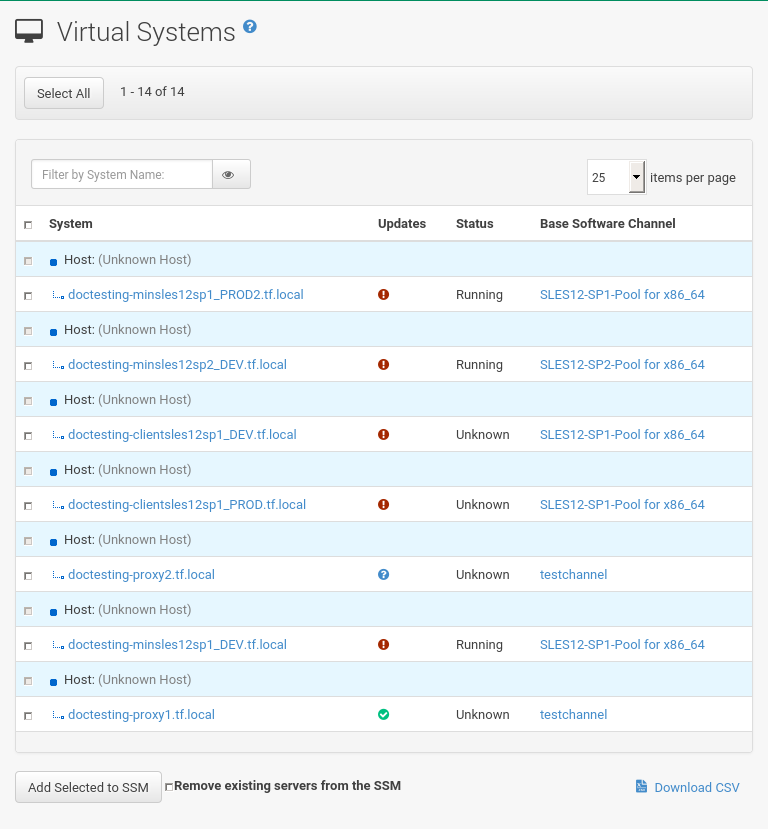 Virtual Systems
Select All 1 - 14 of 14
Filter by System Name: 25 items per page
System Updates Status Base Software Channel
Host: (Unknown Host)
doctesting-minsles12sp1_PROD2.tf.local Running SLES12-SP1-Pool for x86_64
Host: (Unknown Host)
doctesting-minsles12sp2_DEV.tf.local Running SLES12-SP2-Pool for x86_64
Host: (Unknown Host)
doctesting-clientsles12sp1_DEV.tf.local Unknown SLES12-SP1-Pool for x86_64
Host: (Unknown Host)
doctesting-clientsles12sp1_PROD.tf.local Unknown SLES12-SP1-Pool for x86_64
Host: (Unknown Host)
doctesting-proxy2.tf.local Unknown testchannel
Host: (Unknown Host)
doctesting-minsles12sp1_DEV.tf.local Running SLES12-SP1-Pool for x86_64
Host: (Unknown Host)
doctesting-proxy1.tf.local Unknown testchannel
Add Selected to SSM Remove existing servers from the SSM Download CSV